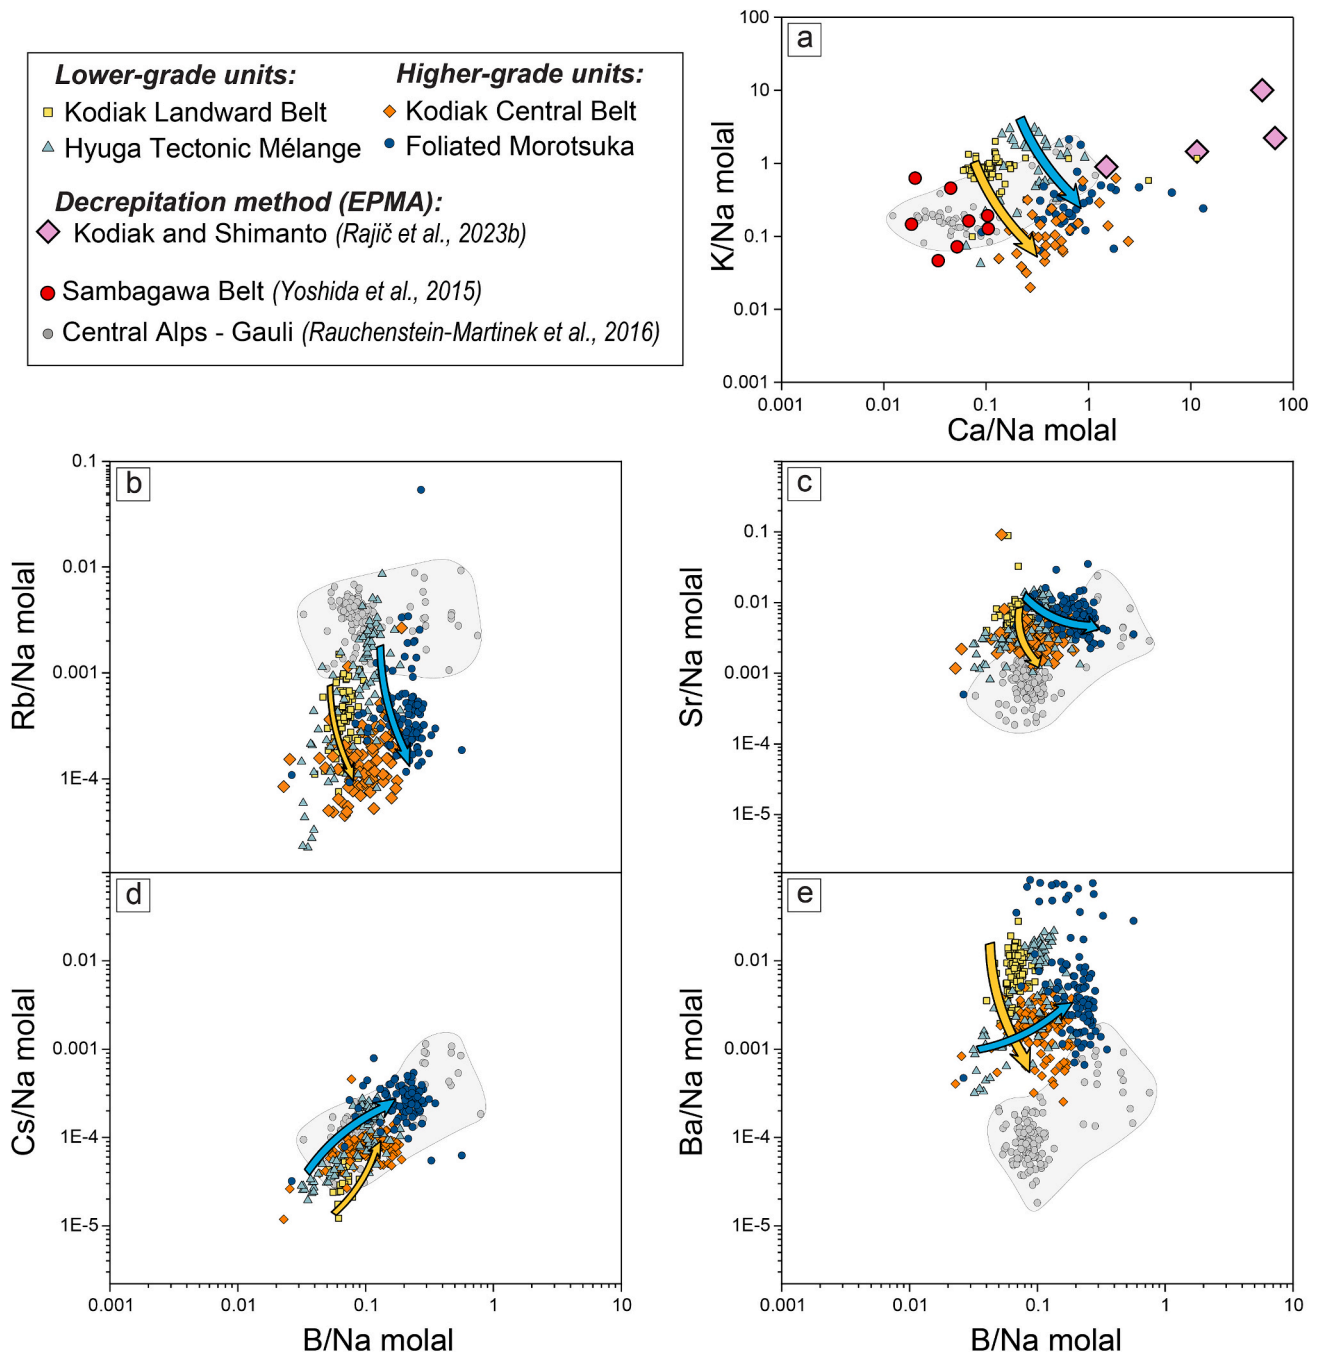 Lower-grade units:
Higher-grade units:
Kodiak Landward Belt
Kodiak Central Belt
Hyuga Tectonic Mélange
Foliated Morotsuka
Decrepitation method (EPMA):
Kodiak and Shimanto (Rajič et al., 2023b)
Sambagawa Belt (Yoshida et al., 2015)
Central Alps - Gauli (Rauchenstein-Martinek et al., 2016)
a
100
10
1
0.1
0.01
0.001
K/Na molal
0.001
0.01
0.1
1
10
100
Ca/Na molal
b
0.1
0.01
0.001
1E-4
Rb/Na molal
c
0.1
0.01
0.001
1E-4
1E-5
Sr/Na molal
d
0.01
0.001
1E-4
1E-5
Cs/Na molal
0.001
0.01
0.1
1
10
B/Na molal
e
0.01
0.001
1E-4
1E-5
Ba/Na molal
0.001
0.01
0.1
1
10
B/Na molal